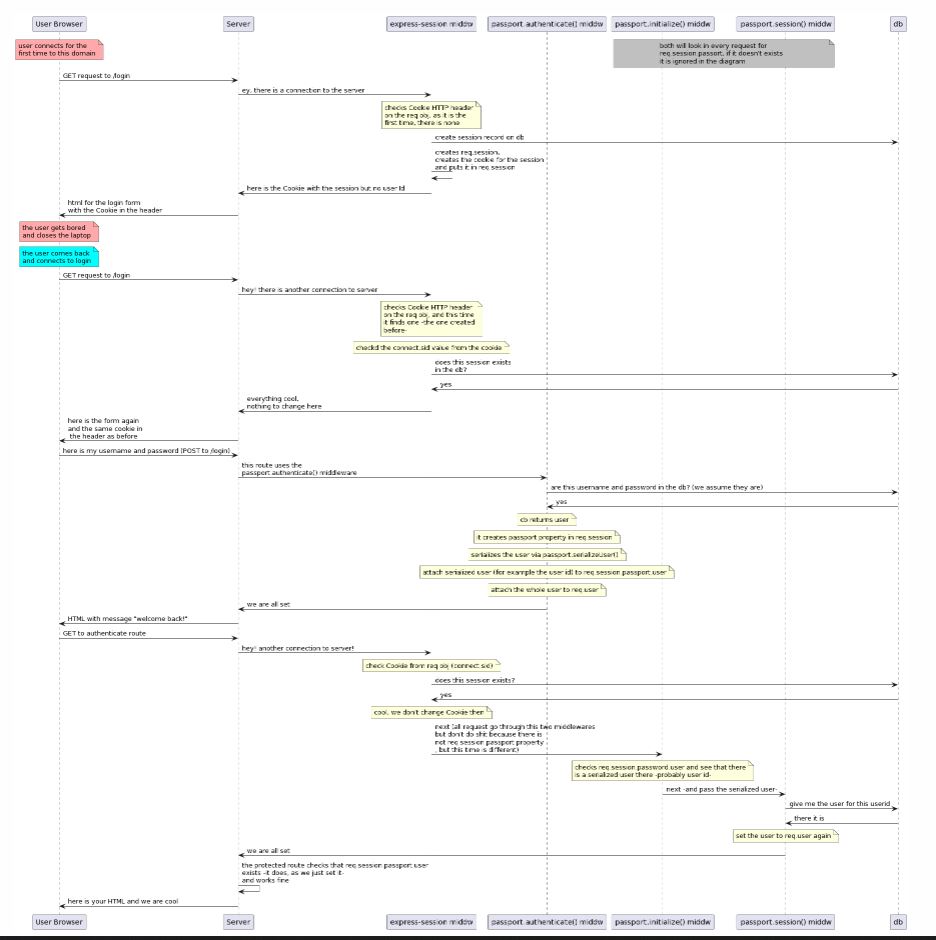 User Browser
Server
express-session middw
passport.authenticate() middw
passport.initialize() middw
passport.session() middw
db
user connects for the
first time to this domain
both will look in every request for
req.session.passort, if it doesn't exists
it is ignored in the diagram
GET request to /login
ey, there is a connection to the server
checks Cookie HTTP header
on the req obj, as it is the
first time, there is none
create session record on db
creates req.session,
creates the cookie for the session
and puts it in req.session
here is the Cookie with the session but no user Id
html for the login form
with the Cookie in the header
the user gets bored
and closes the laptop
the user comes back
and connects to login
GET request to /login
hey! there is another connection to server
checks Cookie HTTP header
on the req obj, and this time
it finds one -the one created
before-
checkd the connect.sid value from the cookie
does this session exists
in the db?
yes
everything cool,
nothing to change here
here is the form again
and the same cookie in
the header as before
here is my username and password (POST to /login)
this route uses the
passport.authenticate() middleware
are this username and password in the db? (we assume they are)
yes
db returns user
it creates passport property in req.session
serializes the user via passport.serializeUser()
attach serialized user (for example the user id) to req.session.passport.user
attach the whole user to req.user
we are all set
HTML with message "welcome back!"
GET to authenticate route
hey! another connection to server!
check Cookie from req obj (connect.sid)
does this session exists?
yes
cool, we don't change Cookie then
next (all request go through this two middlewares
but don't do shit because there is
not req.session.passport property
, but this time is different)
checks req.session.password.user and see that there
is a serialized user there -probably user id-
next -and pass the serialized user-
give me the user for this userid
there it is
set the user to req.user again
we are all set
the protected route checks that req.session.passport.user
exists -it does, as we just set it-
and works fine
here is your HTML and we are cool
User Browser
Server
express-session middw
passport.authenticate() middw
passport.initialize() middw
passport.session() middw
db